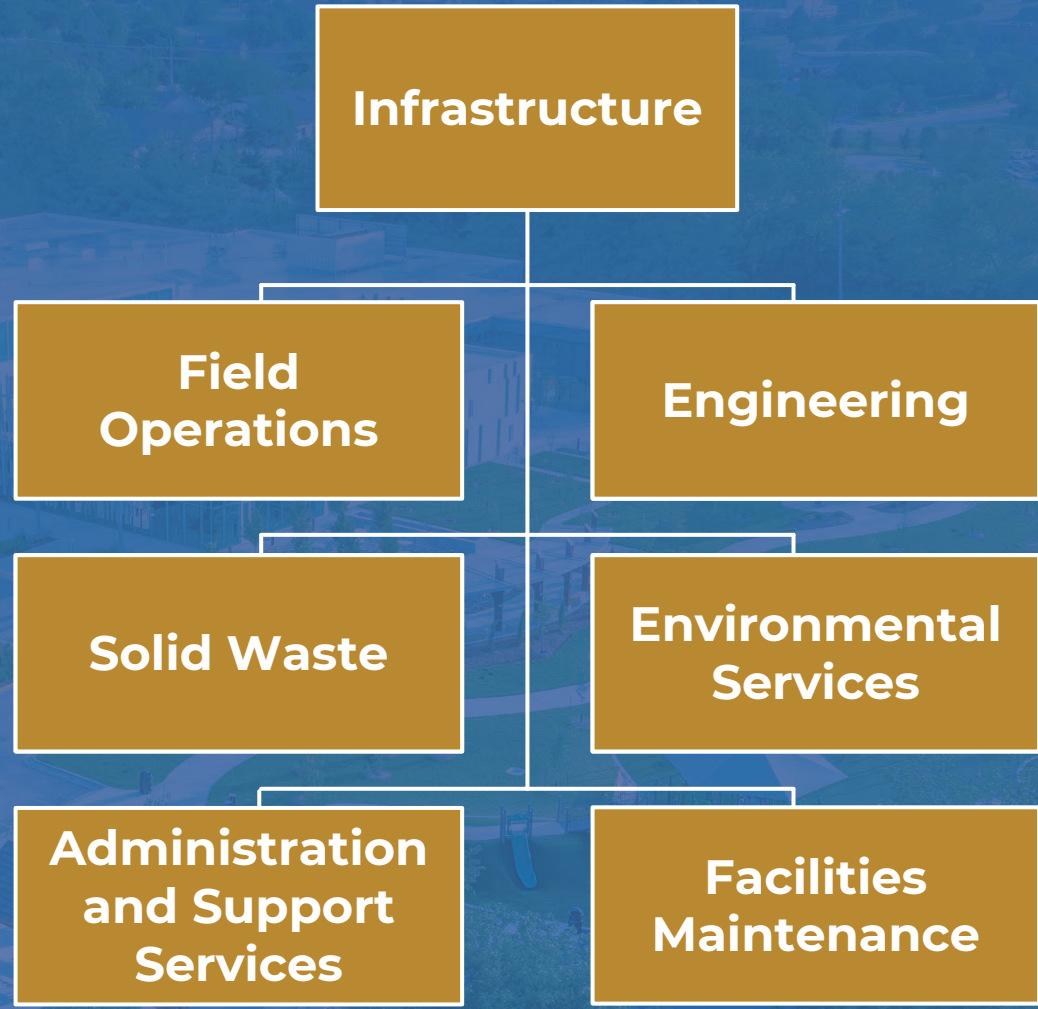 Infrastructure
Field
Operations
Engineering
Solid Waste
Environmental
Services
Administration
and Support
Services
Facilities
Maintenance